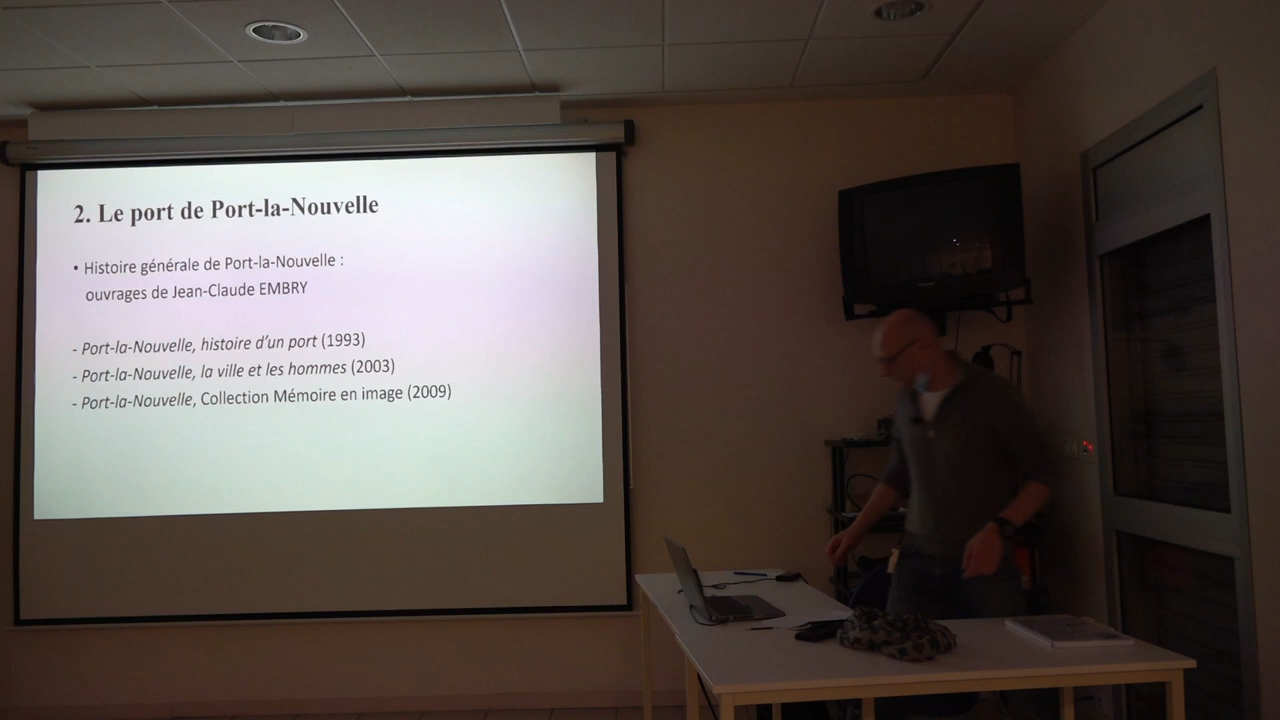 2. Le port de Port-la-Nouvelle
• Histoire générale de Port-la-Nouvelle :
ouvrages de Jean-Claude EMBRY
- Port-la-Nouvelle, histoire d'un port (1993)
- Port-la-Nouvelle, la ville et les hommes (2003)
- Port-la-Nouvelle, Collection Mémoire en image (2009)